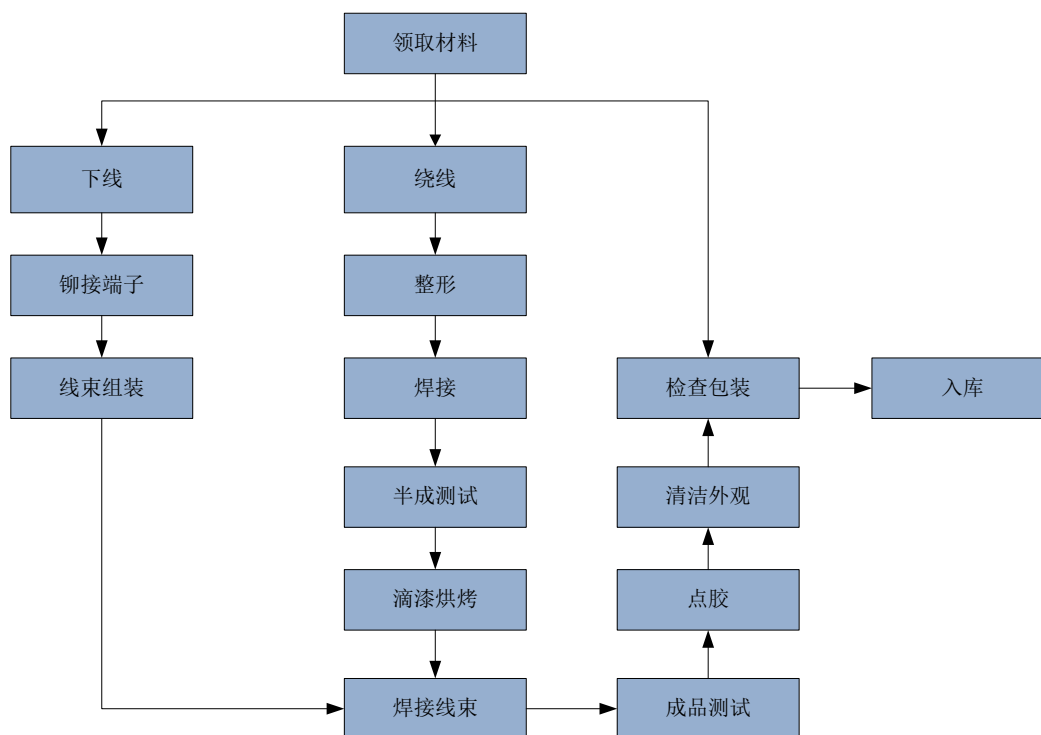 领取材料
下线
绕线
铆接端子
整形
线束组装
焊接
检查包装
入库
半成测试
清洁外观
滴漆烘烤
点胶
焊接线束
成品测试